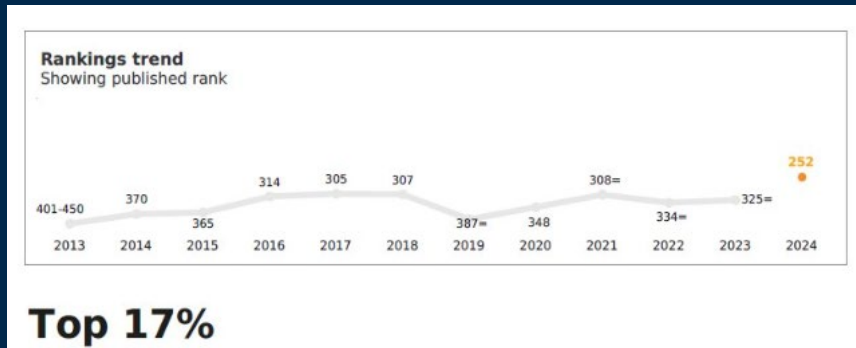 Rankings trend
Showing published rank
401-450 370 365 314 305 307 387= 348 308= 334= 325= 252
2013 2014 2015 2016 2017 2018 2019 2020 2021 2022 2023 2024
Top 17%